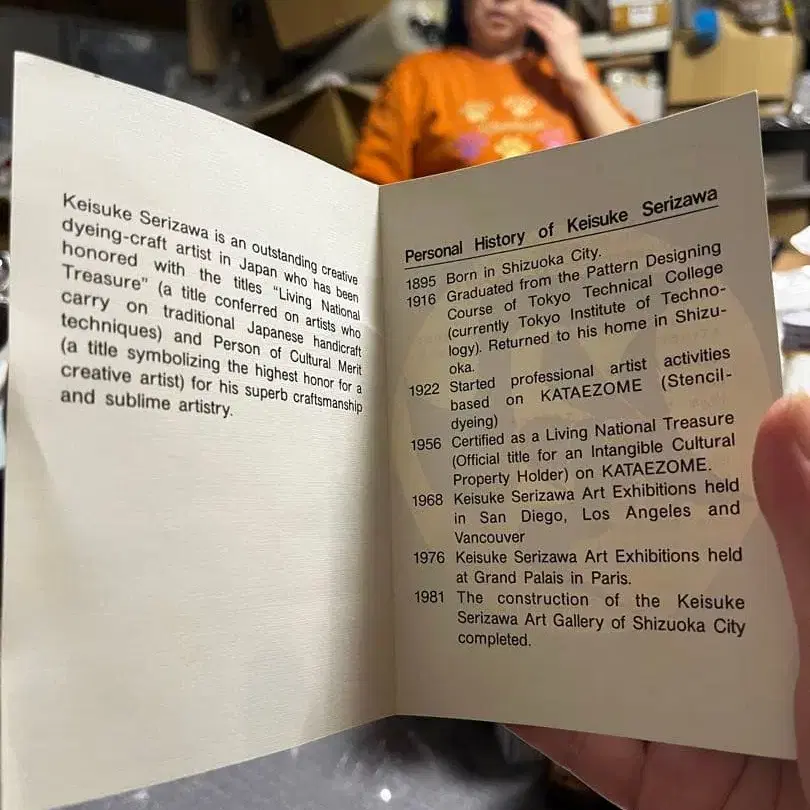 Keisuke Serizawa is an outstanding creative
dyeing-craft artist in Japan who has been
honored with the titles "Living National
Treasure" (a title conferred on artists who
carry on traditional Japanese handicraft
techniques) and Person of Cultural Merit
(a title symbolizing the highest honor for a
creative artist) for his superb craftsmanship
and sublime artistry.
Personal History of Keisuke Serizawa
1895 Born in Shizuoka City.
1916 Graduated from the Pattern Designing
Course of Tokyo Technical College
(currently Tokyo Institute of Techno-
logy). Returned to his home in Shizu-
oka.
1922 Started professional artist activities
based on KATAEZOME (Stencil-
dyeing)
1956 Certified as a Living National Treasure
(Official title for an Intangible Cultural
Property Holder) on KATAEZOME.
1968 Keisuke Serizawa Art Exhibitions held
in San Diego, Los Angeles and
Vancouver
1976 Keisuke Serizawa Art Exhibitions held
at Grand Palais in Paris.
1981 The construction of the Keisuke
Serizawa Art Gallery of Shizuoka City
completed.